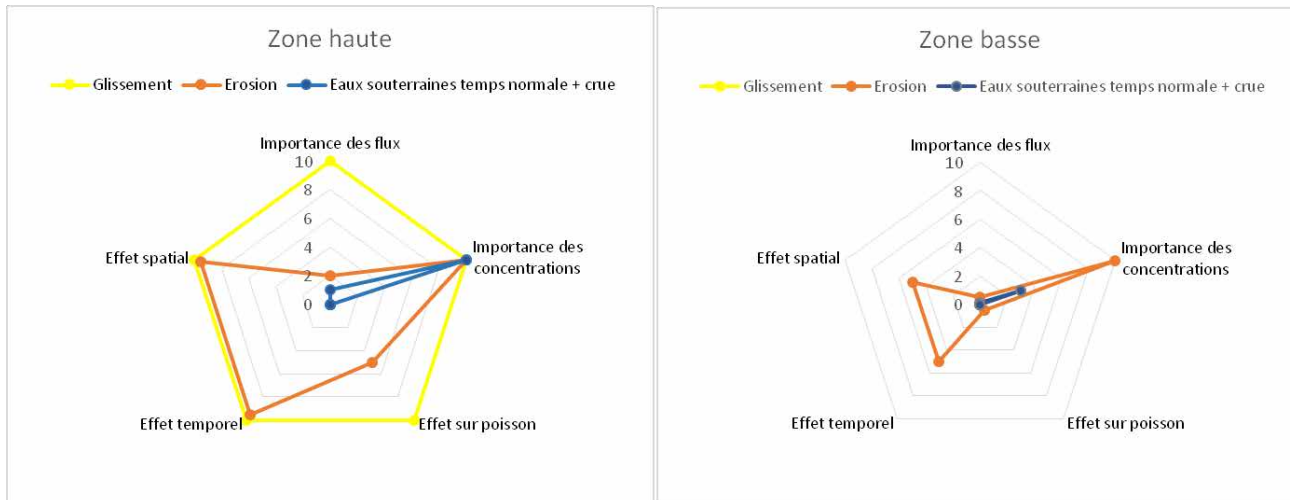 Zone haute
Glissement Erosion Eaux souterraines temps normale + crue
Importance des flux
10
8
6
4
2
0
Importance des
concentrations
Effet sur poisson
Effet temporel
Effet spatial
Zone basse
Glissement Erosion Eaux souterraines temps normale + crue
Importance des flux
10
8
6
4
2
0
Importance des
concentrations
Effet sur poisson
Effet temporel
Effet spatial